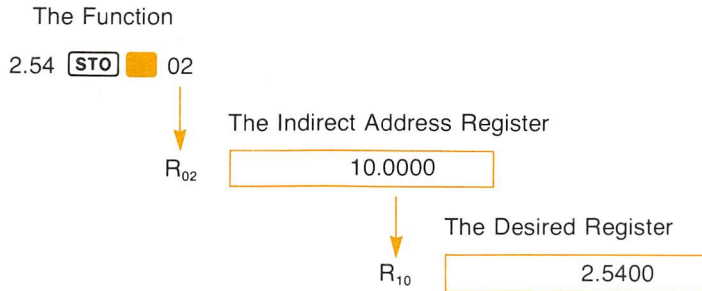 The Function
2.54 STO 02
The Indirect Address Register
R02 10.0000
The Desired Register
R10 2.5400